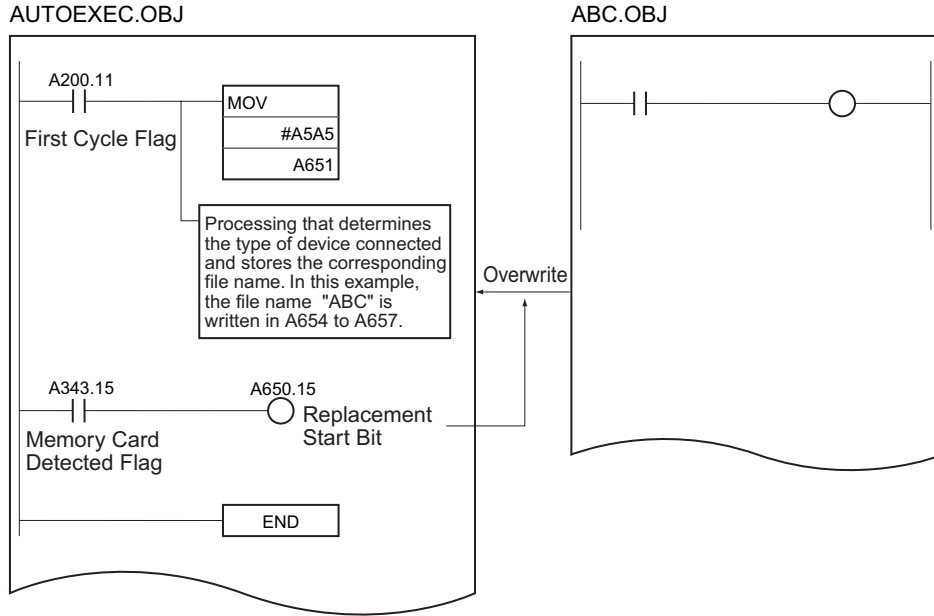 AUTOEXEC.OBJ
ABC.OBJ
A200.11
First Cycle Flag
MOV
#A5A5
A651
Processing that determines
the type of device connected
and stores the corresponding
file name. In this example,
the file name  "ABC" is
written in A654 to A657.
Overwrite
A343.15
A650.15
Memory Card
Detected Flag
Replacement
Start Bit
END